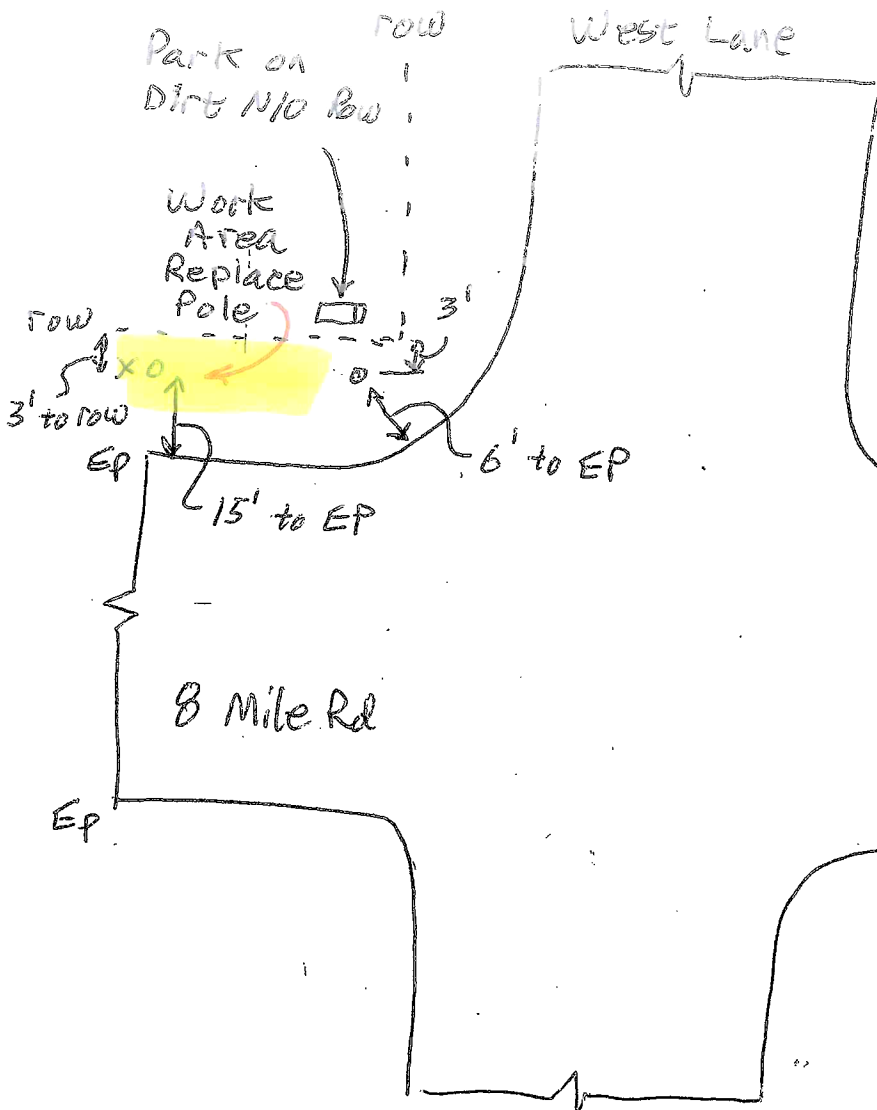 row
West Lane
Park on
Dirt N/O Row
Work
Area
Replace
Pole
3'
row
x o
3' to row
EP
6' to EP
15' to EP
8 Mile Rd
EP